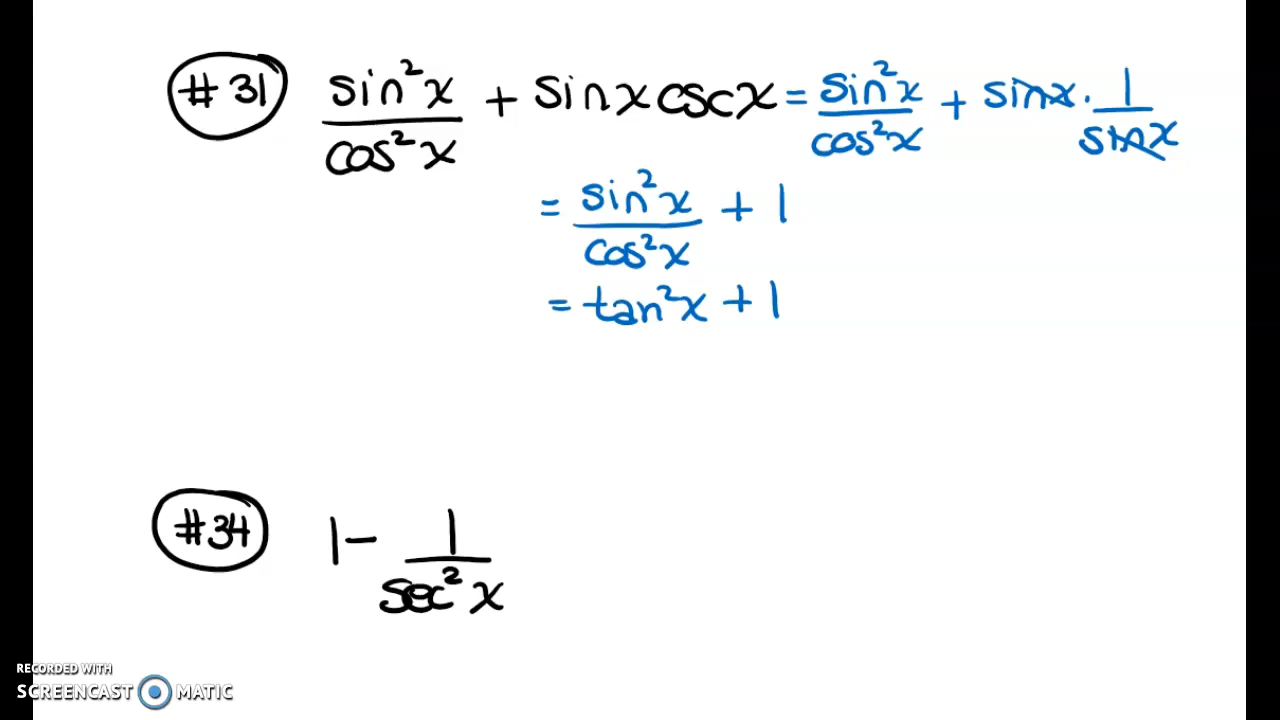 #31 sin²x/cos²x + sinx cscx = sin²x/cos²x + sinx · 1/sinx
= sin²x/cos²x + 1
= tan²x + 1
#34 1 - 1/sec²x
RECORDED WITH
SCREENCAST MATIC